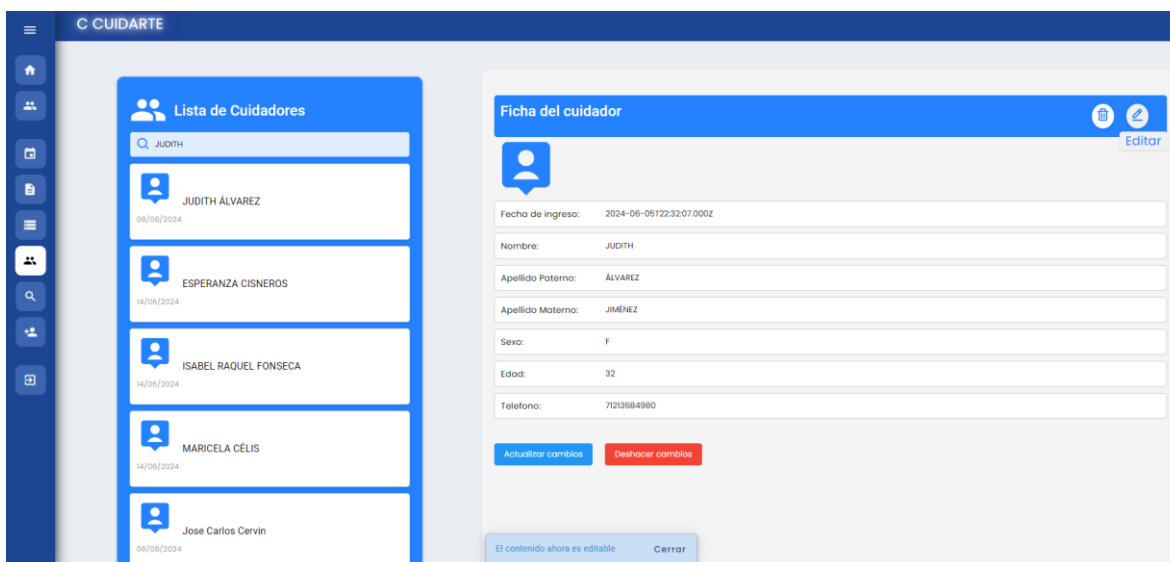 C CUIDARTE
Lista de Cuidadores
JUDITH
JUDITH ÁLVAREZ
06/08/2024
ESPERANZA CISNEROS
14/06/2024
ISABEL RAQUEL FONSECA
14/06/2024
MARICELA CÉLIS
14/06/2024
Jose Carlos Cervin
06/08/2024
Ficha del cuidador
Editar
Fecha de ingreso: 2024-06-05T22:32:07.000Z
Nombre: JUDITH
Apellido Paterno: ÁLVAREZ
Apellido Materno: JIMÉNEZ
Sexo: F
Edad: 32
Telefono: 71213684980
Actualizar cambios Deshacer cambios
El contenido ahora es editable Cerrar